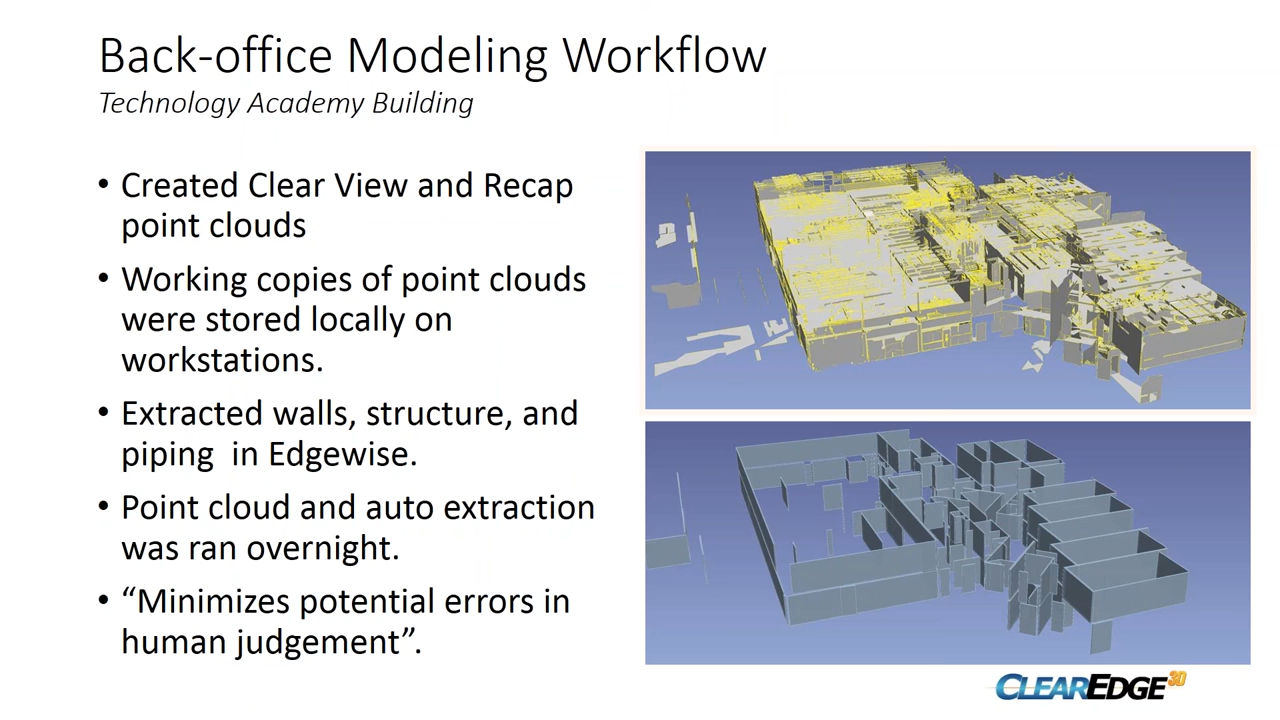 Back-office Modeling Workflow
Technology Academy Building
• Created Clear View and Recap
point clouds
• Working copies of point clouds
were stored locally on
workstations.
• Extracted walls, structure, and
piping  in Edgewise.
• Point cloud and auto extraction
was ran overnight.
• “Minimizes potential errors in
human judgement”.
CLEAREDGE3D